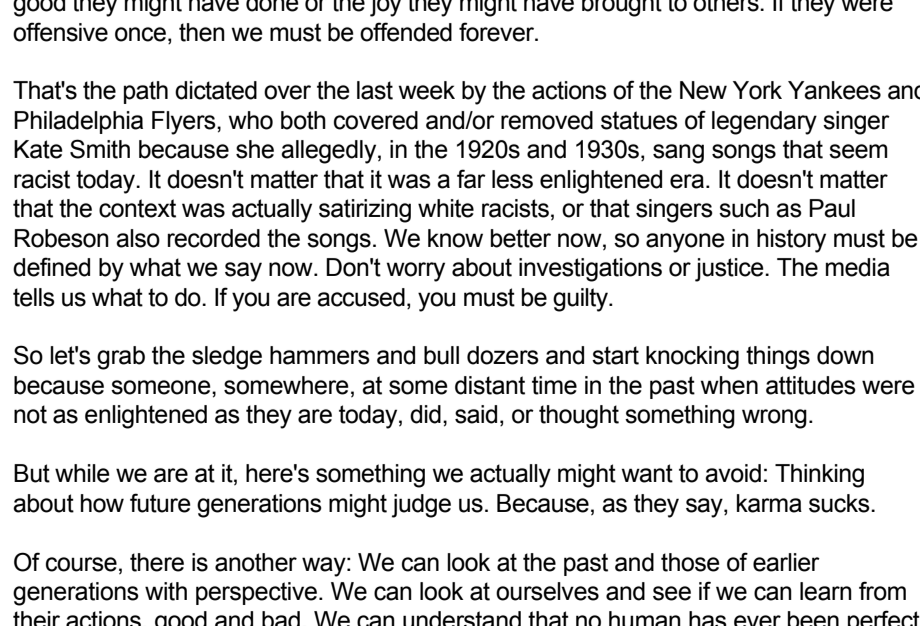 good they might have done or the joy they might have brought to others. If they were
offensive once, then we must be offended forever.
That's the path dictated over the last week by the actions of the New York Yankees and
Philadelphia Flyers, who both covered and/or removed statues of legendary singer
Kate Smith because she allegedly, in the 1920s and 1930s, sang songs that seem
racist today. It doesn't matter that it was a far less enlightened era. It doesn't matter
that the context was actually satirizing white racists, or that singers such as Paul
Robeson also recorded the songs. We know better now, so anyone in history must be
defined by what we say now. Don't worry about investigations or justice. The media
tells us what to do. If you are accused, you must be guilty.
So let's grab the sledge hammers and bull dozers and start knocking things down
because someone, somewhere, at some distant time in the past when attitudes were
not as enlightened as they are today, did, said, or thought something wrong.
But while we are at it, here's something we actually might want to avoid: Thinking
about how future generations might judge us. Because, as they say, karma sucks.
Of course, there is another way: We can look at the past and those of earlier
generations with perspective. We can look at ourselves and see if we can learn from
their actions, good and bad. We can understand that no human has ever been perfect